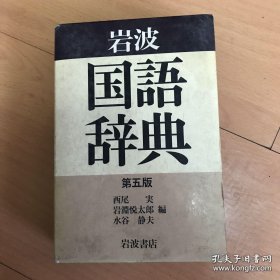 岩波
国語
辞典
第五版
西尾 実
岩淵悦太郎 編
水谷 静夫
岩波書店
孔夫子旧书网